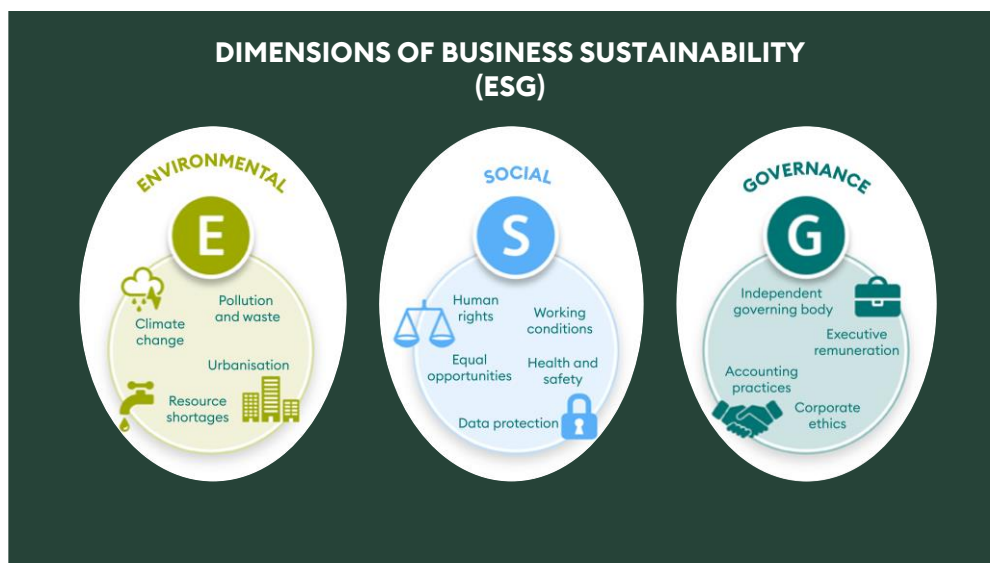 DIMENSIONS OF BUSINESS SUSTAINABILITY
(ESG)
ENVIRONMENTAL
E
Pollution
and waste
Climate
change
Urbanisation
Resource
shortages
SOCIAL
S
Human
rights
Working
conditions
Equal
opportunities
Health and
safety
Data protection
GOVERNANCE
G
Independent
governing body
Executive
remuneration
Accounting
practices
Corporate
ethics